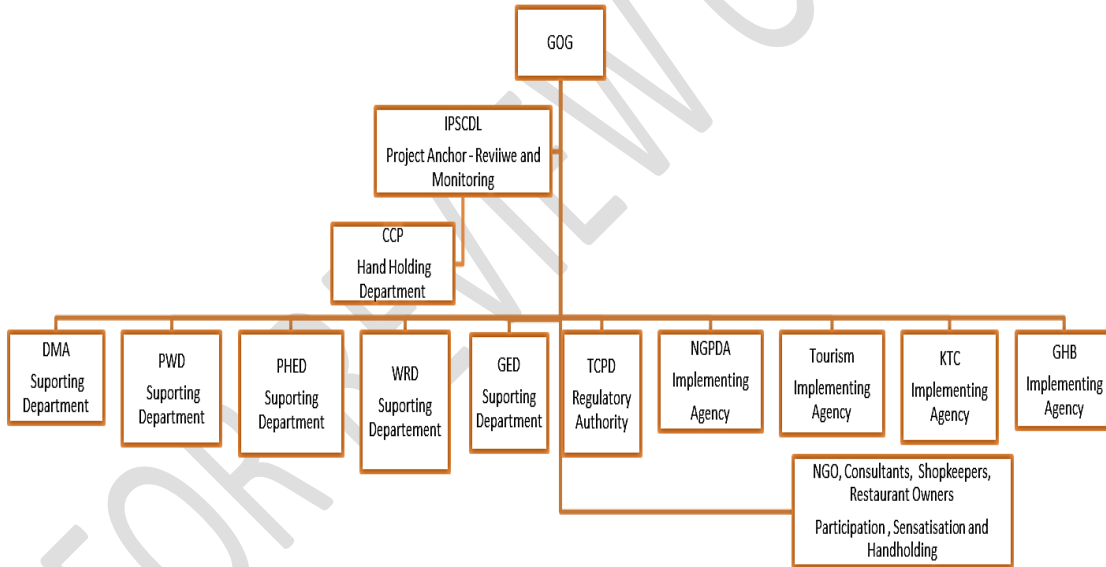 GOG
IPSCDL
Project Anchor - Reviiwe and
Monitoring
CCP
Hand Holding
Department
DMA
Suporting
Department
PWD
Suporting
Department
PHED
Suporting
Department
WRD
Suporting
Departement
GED
Suporting
Department
TCPD
Regulatory
Authority
NGPDA
Implementing
Agency
Tourism
Implementing
Agency
KTC
Implementing
Agency
GHB
Implementing
Agency
NGO, Consultants, Shopkeepers,
Restaurant Owners
Participation , Sensatisation and
Handholding
FOR REVIEW O